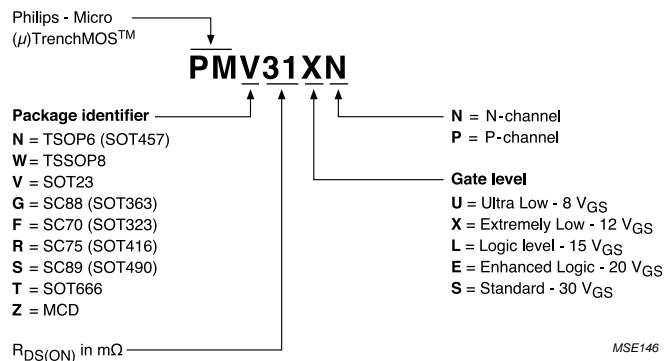 Philips - Micro
(µ)TrenchMOS™
PMV31XN
Package identifier
N = TSOP6 (SOT457)
W = TSSOP8
V = SOT23
G = SC88 (SOT363)
F = SC70 (SOT323)
R = SC75 (SOT416)
S = SC89 (SOT490)
T = SOT666
Z = MCD
RDS(ON) in mΩ
N = N-channel
P = P-channel
Gate level
U = Ultra Low - 8 VGS
X = Extremely Low - 12 VGS
L = Logic level - 15 VGS
E = Enhanced Logic - 20 VGS
S = Standard - 30 VGS
MSE146